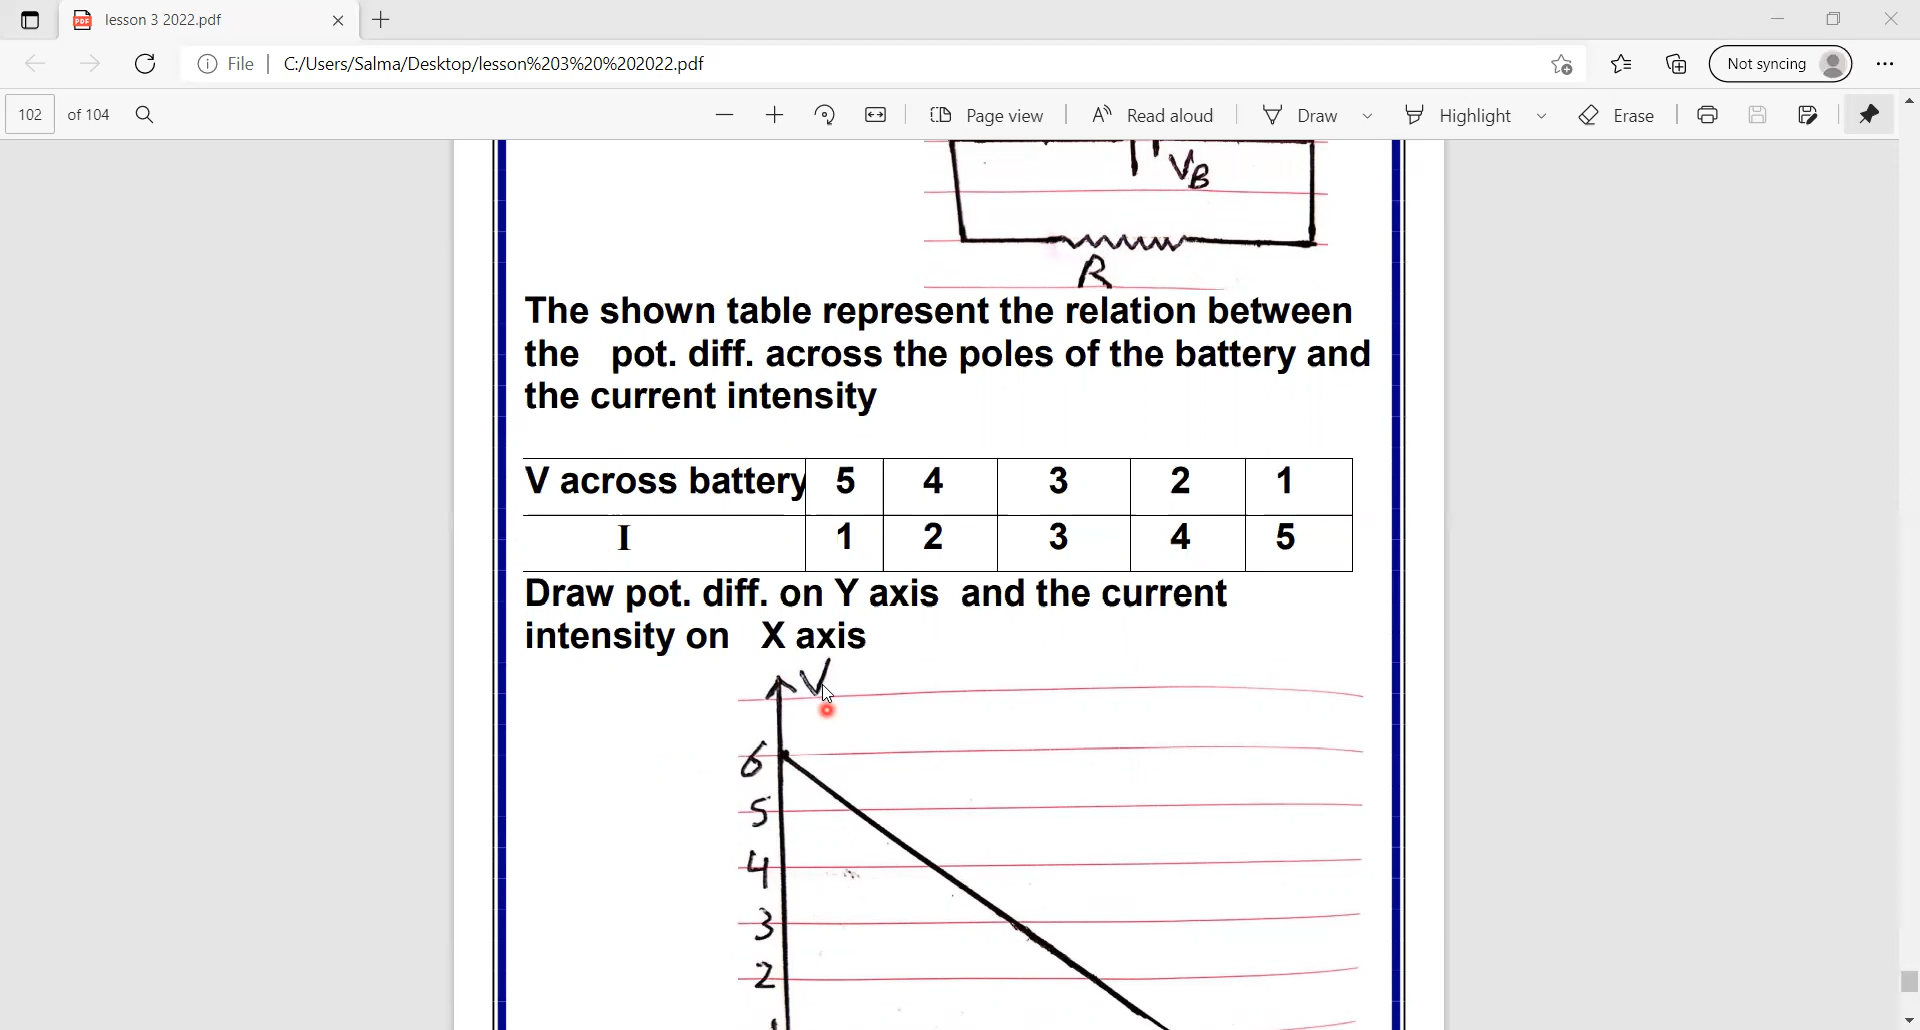 lesson 3 2022.pdf
File C:/Users/Salma/Desktop/lesson%203%20%202022.pdf
Not syncing
102 of 104
Page view
Read aloud
Draw
Highlight
Erase
VB
R
The shown table represent the relation between
the pot. diff. across the poles of the battery and
the current intensity
V across battery 5 4 3 2 1
I 1 2 3 4 5
Draw pot. diff. on Y axis and the current
intensity on X axis
V
6
5
4
3
2